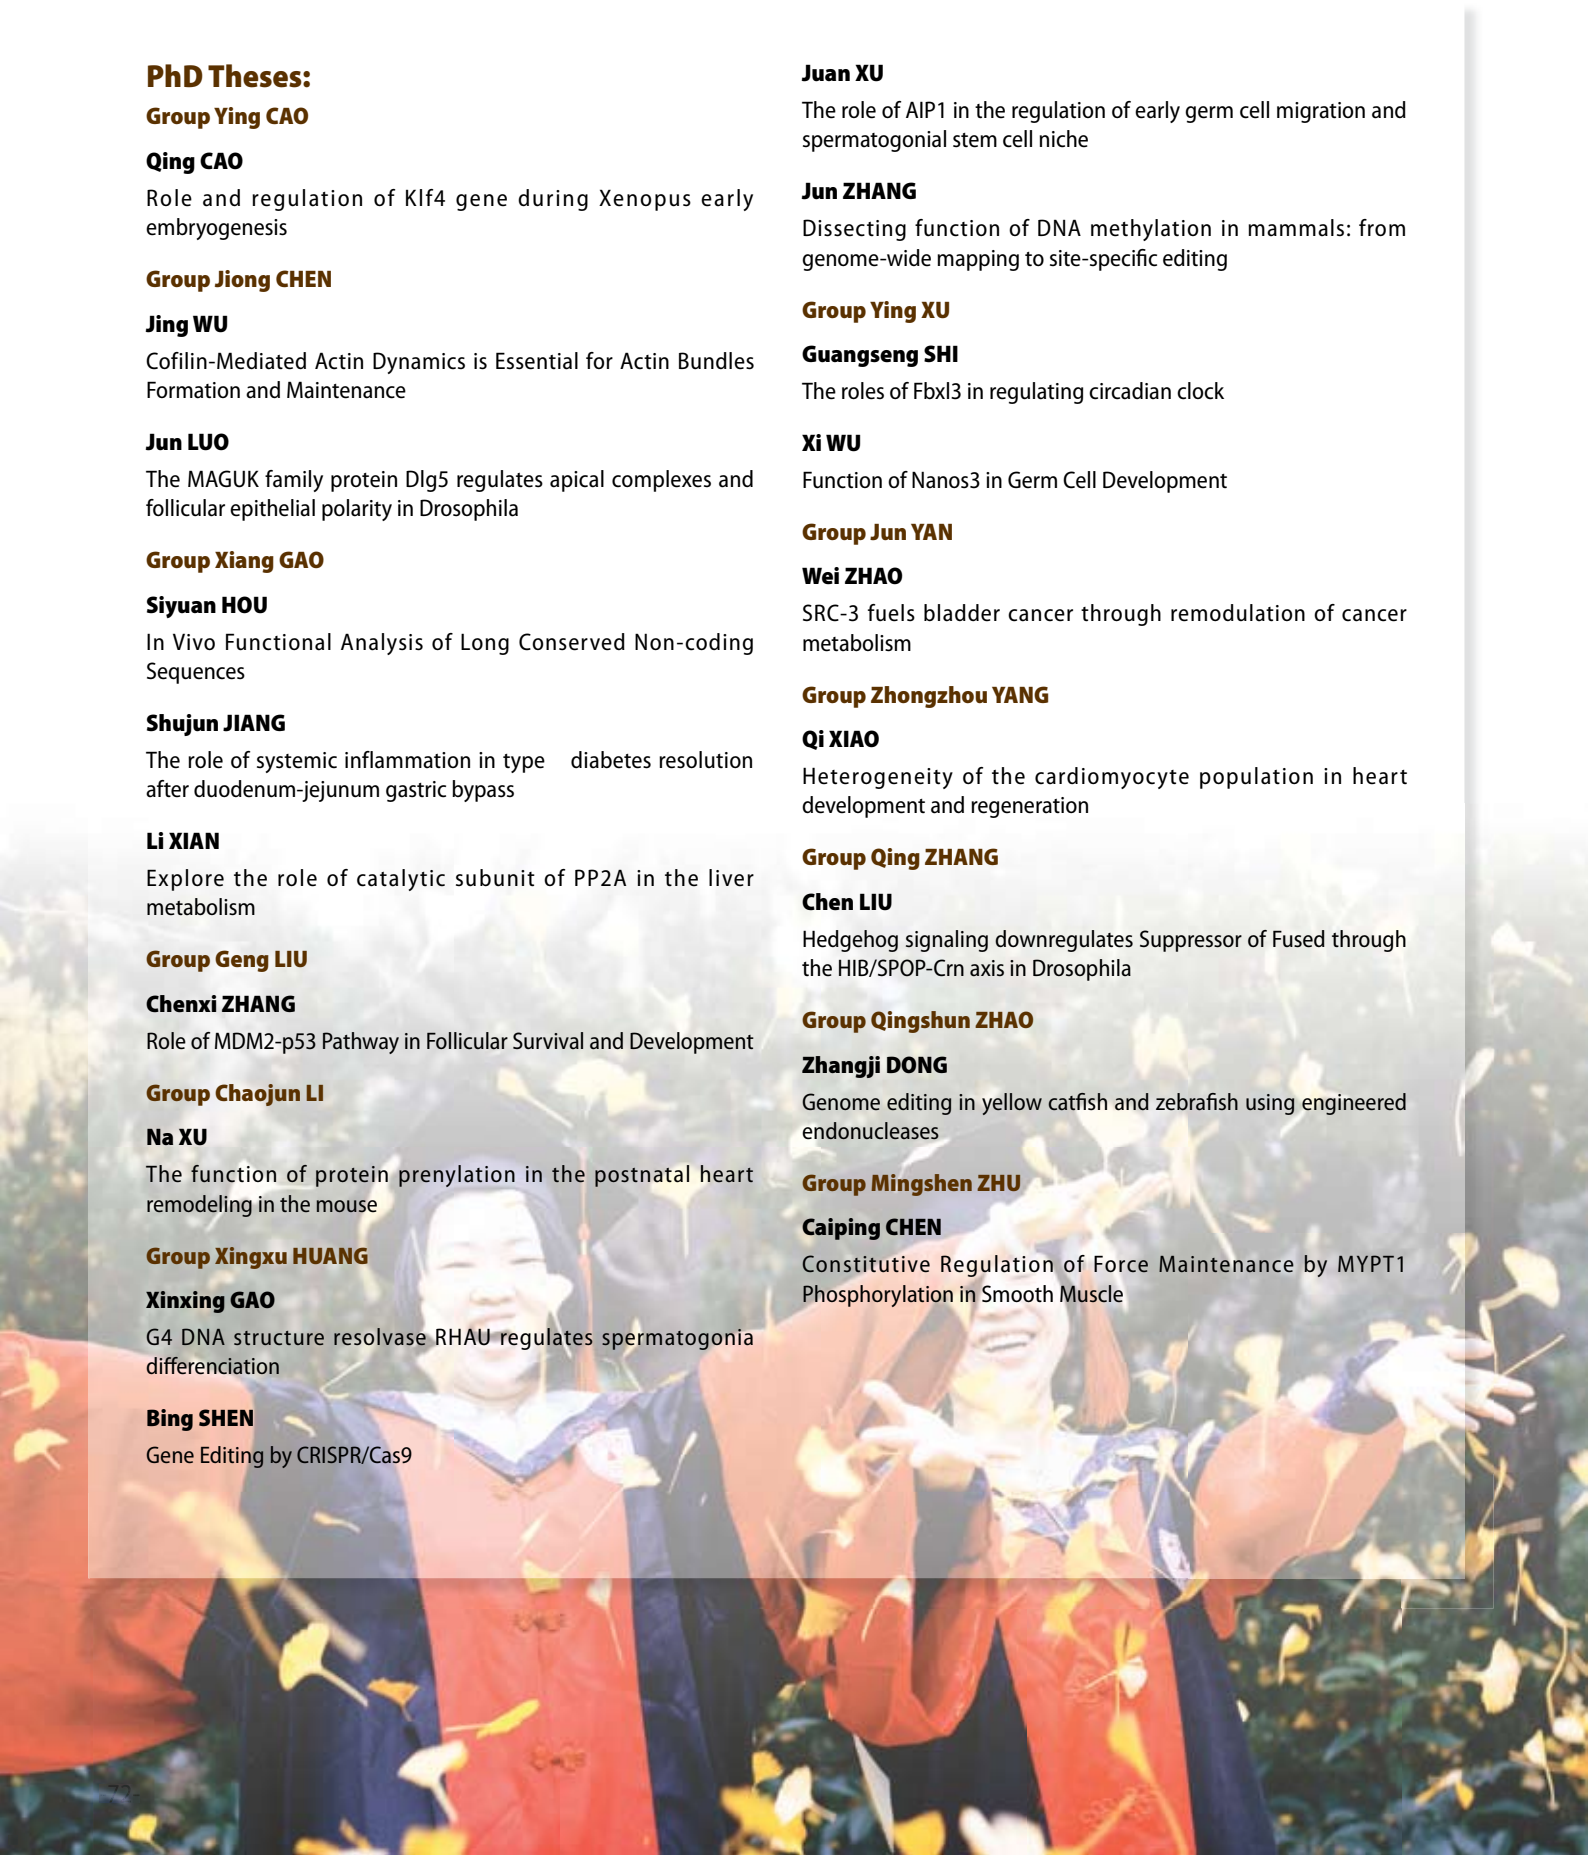 PhD Theses:
Group Ying CAO
Qing CAO
Role and regulation of Klf4 gene during Xenopus early
embryogenesis
Group Jiong CHEN
Jing WU
Cofilin-Mediated Actin Dynamics is Essential for Actin Bundles
Formation and Maintenance
Jun LUO
The MAGUK family protein Dlg5 regulates apical complexes and
follicular epithelial polarity in Drosophila
Group Xiang GAO
Siyuan HOU
In Vivo Functional Analysis of Long Conserved Non-coding
Sequences
Shujun JIANG
The role of systemic inflammation in type diabetes resolution
after duodenum-jejunum gastric bypass
Li XIAN
Explore the role of catalytic subunit of PP2A in the liver
metabolism
Group Geng LIU
Chenxi ZHANG
Role of MDM2-p53 Pathway in Follicular Survival and Development
Group Chaojun LI
Na XU
The function of protein prenylation in the postnatal heart
remodeling in the mouse
Group Xingxu HUANG
Xinxing GAO
G4 DNA structure resolvase RHAU regulates spermatogonia
differenciation
Bing SHEN
Gene Editing by CRISPR/Cas9
Juan XU
The role of AIP1 in the regulation of early germ cell migration and
spermatogonial stem cell niche
Jun ZHANG
Dissecting function of DNA methylation in mammals: from
genome-wide mapping to site-specific editing
Group Ying XU
Guangseng SHI
The roles of Fbxl3 in regulating circadian clock
Xi WU
Function of Nanos3 in Germ Cell Development
Group Jun YAN
Wei ZHAO
SRC-3 fuels bladder cancer through remodulation of cancer
metabolism
Group Zhongzhou YANG
Qi XIAO
Heterogeneity of the cardiomyocyte population in heart
development and regeneration
Group Qing ZHANG
Chen LIU
Hedgehog signaling downregulates Suppressor of Fused through
the HIB/SPOP-Crn axis in Drosophila
Group Qingshun ZHAO
Zhangji DONG
Genome editing in yellow catfish and zebrafish using engineered
endonucleases
Group Mingshen ZHU
Caiping CHEN
Constitutive Regulation of Force Maintenance by MYPT1
Phosphorylation in Smooth Muscle